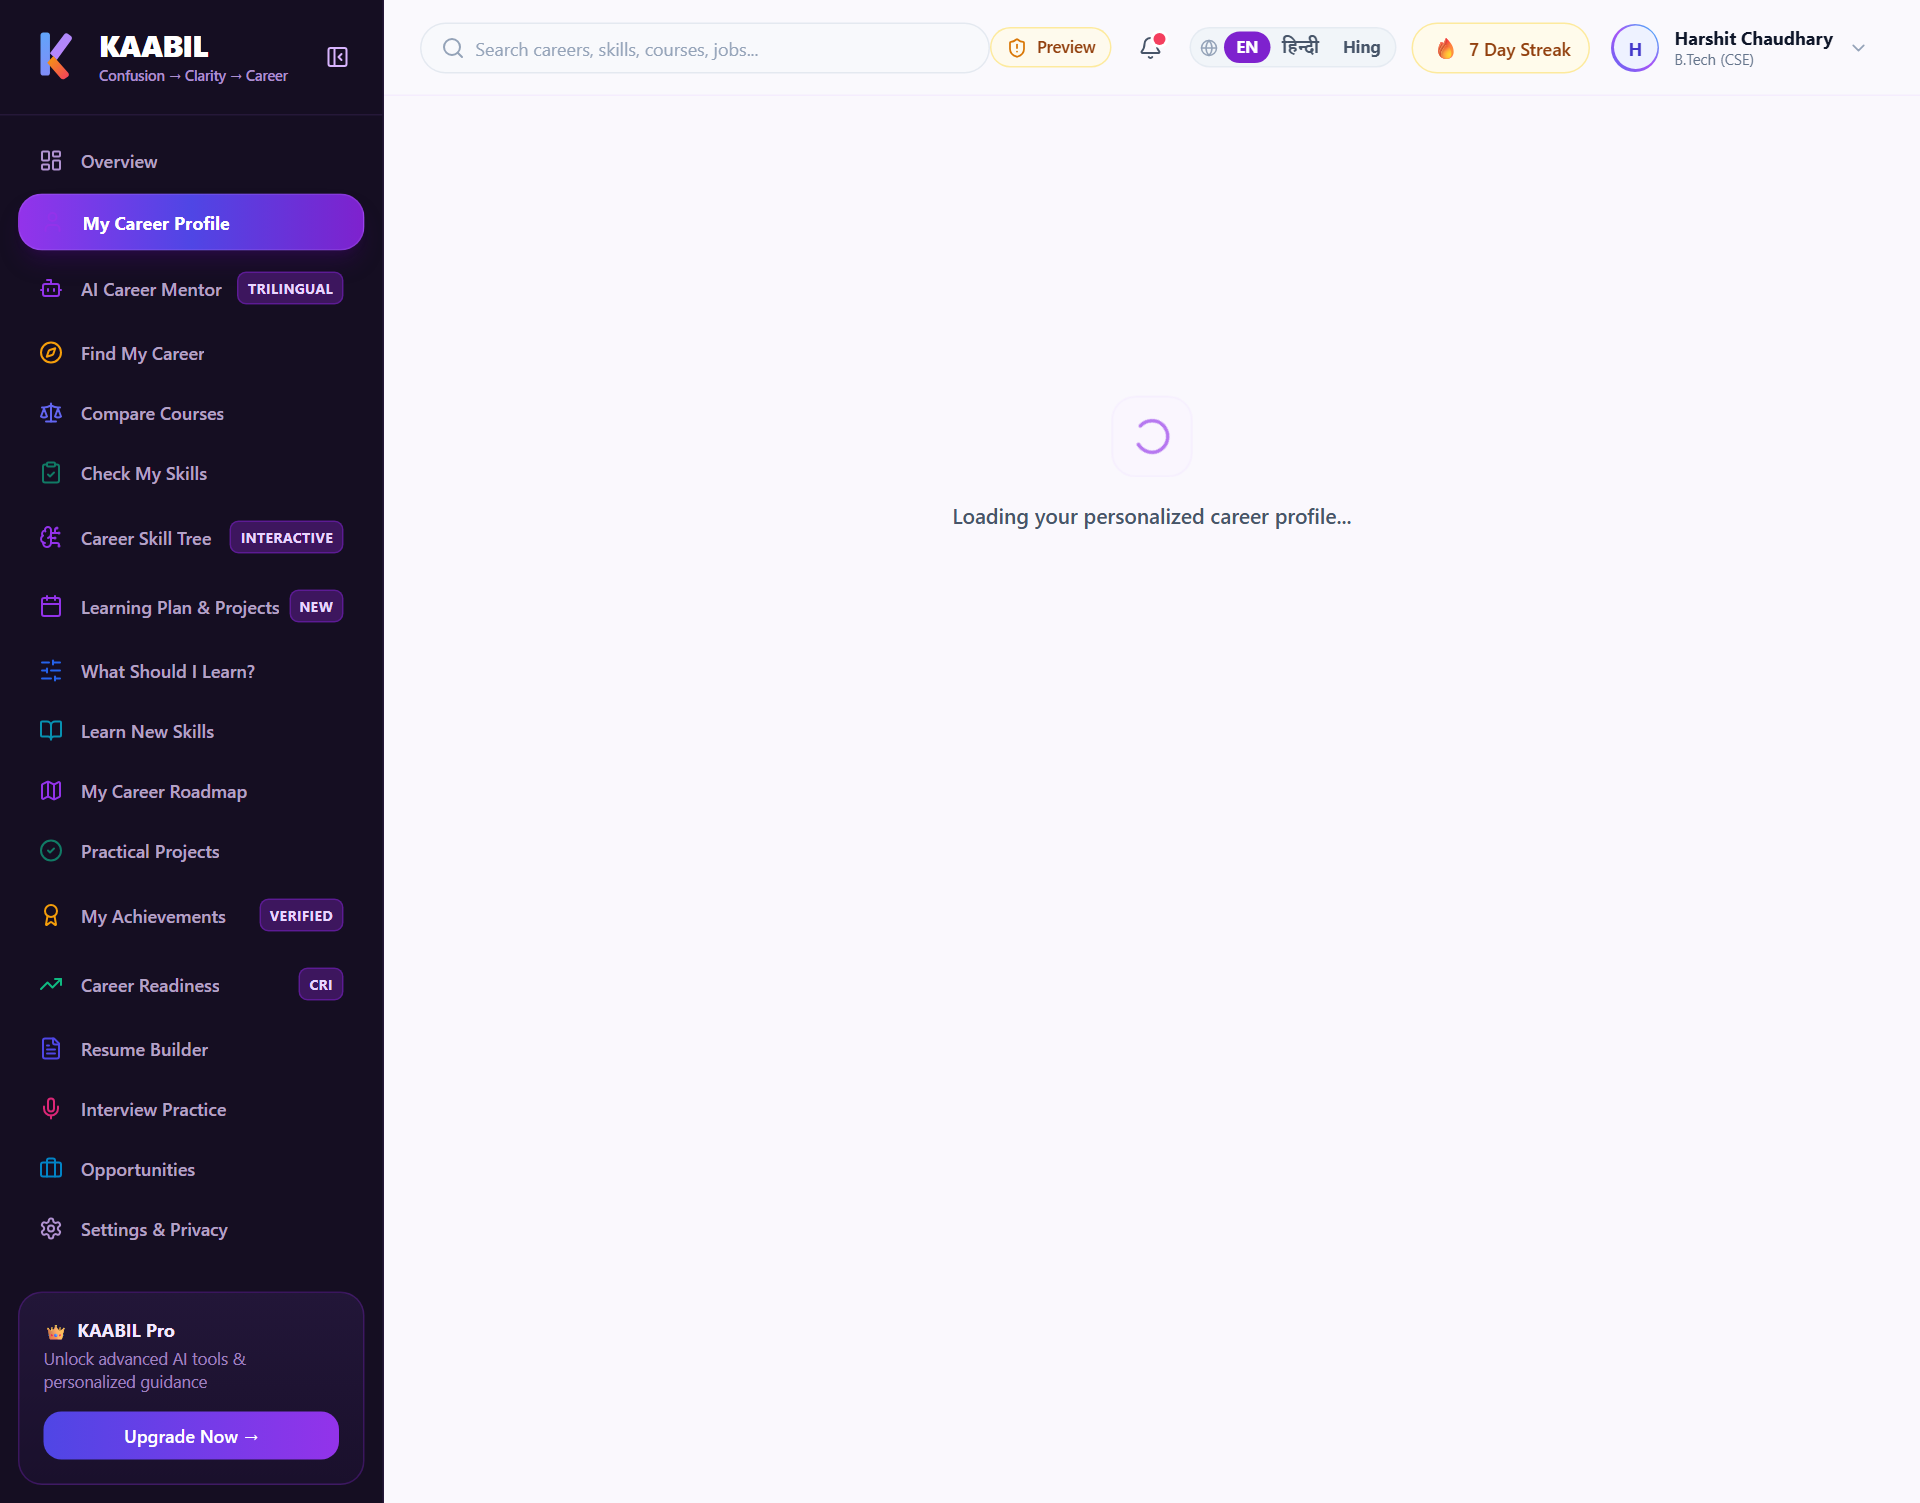 KAABIL
Confusion → Clarity → Career
Search careers, skills, courses, jobs...
Preview
EN
हिन्दी
Hing
7 Day Streak
H
Harshit Chaudhary
B.Tech (CSE)
Overview
My Career Profile
AI Career Mentor
TRILINGUAL
Find My Career
Compare Courses
Check My Skills
Career Skill Tree
INTERACTIVE
Learning Plan & Projects
NEW
What Should I Learn?
Learn New Skills
My Career Roadmap
Practical Projects
My Achievements
VERIFIED
Career Readiness
CRI
Resume Builder
Interview Practice
Opportunities
Settings & Privacy
KAABIL Pro
Unlock advanced AI tools &
personalized guidance
Upgrade Now →
Loading your personalized career profile...